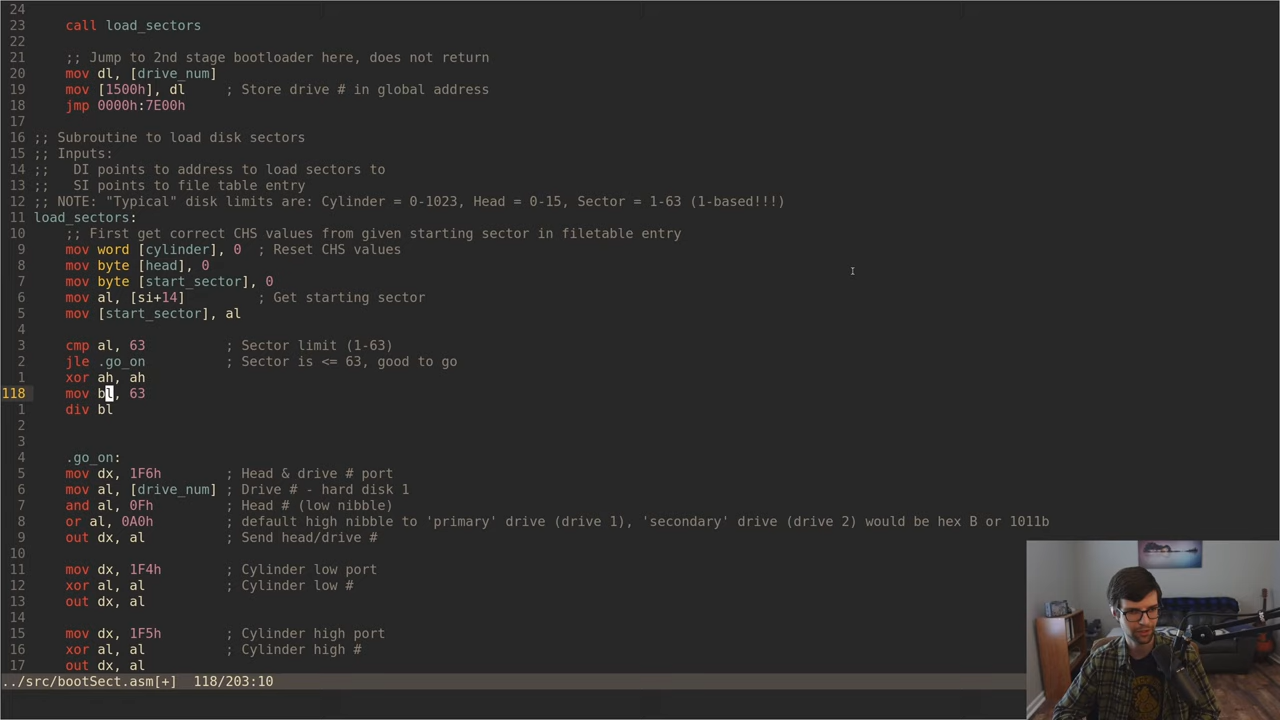 24
23 call load_sectors
22
21 ;; Jump to 2nd stage bootloader here, does not return
20 mov dl, [drive_num]
19 mov [1500h], dl ; Store drive # in global address
18 jmp 0000h:7E00h
17
16 ;; Subroutine to load disk sectors
15 ;; Inputs:
14 ;; DI points to address to load sectors to
13 ;; SI points to file table entry
12 ;; NOTE: "Typical" disk limits are: Cylinder = 0-1023, Head = 0-15, Sector = 1-63 (1-based!!!)
11 load_sectors:
10 ;; First get correct CHS values from given starting sector in filetable entry
9 mov word [cylinder], 0 ; Reset CHS values
8 mov byte [head], 0
7 mov byte [start_sector], 0
6 mov al, [si+14] ; Get starting sector
5 mov [start_sector], al
4
3 cmp al, 63 ; Sector limit (1-63)
2 jle .go_on ; Sector is <= 63, good to go
1 xor ah, ah
118 mov bl, 63
1 div bl
2
3
4 .go_on:
5 mov dx, 1F6h ; Head & drive # port
6 mov al, [drive_num] ; Drive # - hard disk 1
7 and al, 0Fh ; Head # (low nibble)
8 or al, 0A0h ; default high nibble to 'primary' drive (drive 1), 'secondary' drive (drive 2) would be hex B or 1011b
9 out dx, al ; Send head/drive #
10
11 mov dx, 1F4h ; Cylinder low port
12 xor al, al ; Cylinder low #
13 out dx, al
14
15 mov dx, 1F5h ; Cylinder high port
16 xor al, al ; Cylinder high #
17 out dx, al
../src/bootSect.asm[+] 118/203:10